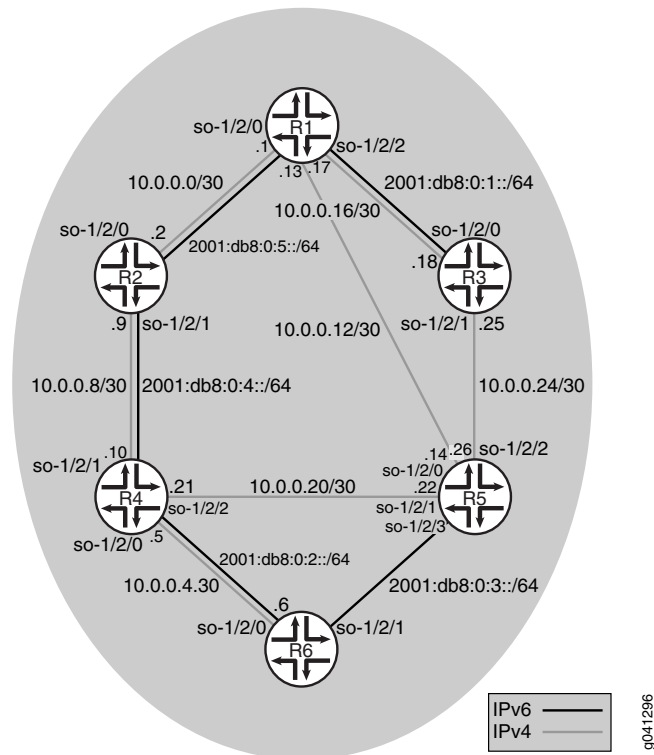 R1
so-1/2/0
so-1/2/2
.1
.13
.17
10.0.0.0/30
2001:db8:0:1::/64
10.0.0.16/30
so-1/2/0
.2
2001:db8:0:5::/64
so-1/2/0
R2
R3
.18
.9
so-1/2/1
so-1/2/1
.25
10.0.0.12/30
10.0.0.8/30
2001:db8:0:4::/64
10.0.0.24/30
.10
.14
.26
so-1/2/2
so-1/2/1
so-1/2/0
.21
10.0.0.20/30
.22
R4
R5
so-1/2/2
so-1/2/1
so-1/2/3
so-1/2/0
.5
2001:db8:0:2::/64
10.0.0.4.30
2001:db8:0:3::/64
.6
so-1/2/0
so-1/2/1
R6
IPv6
IPv4
g041296